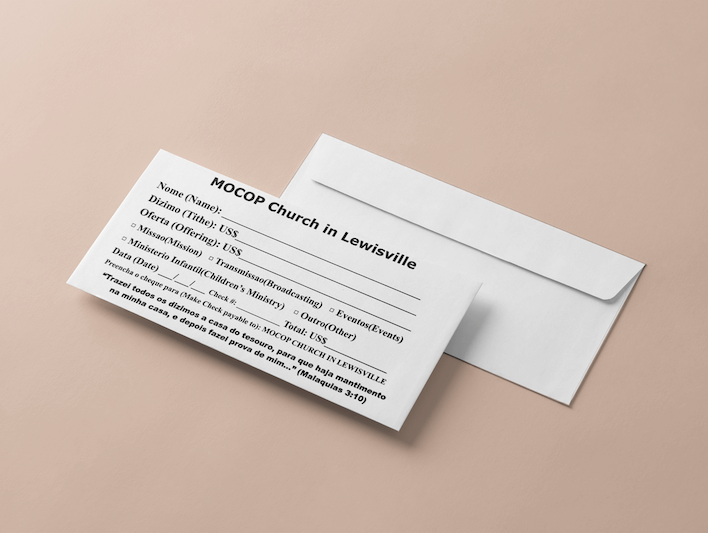 MOCOP Church in Lewisville
Nome (Name):
Dizimo (Tithe): US$
Oferta (Offering): US$
□ Missao(Mission) □ Transmissao(Broadcasting) □ Eventos(Events)
□ Ministerio Infantil(Children's Ministry) □ Outro(Other)
Data (Date)___/___/___ Check #:________ Total: US$
Preencha o cheque para (Make Check payable to): MOCOP CHURCH IN LEWISVILLE
"Trazei todos os dizimos a casa do tesouro, para que haja mantimento
na minha casa, e depois fazei prova de mim..." (Malaquias 3:10)